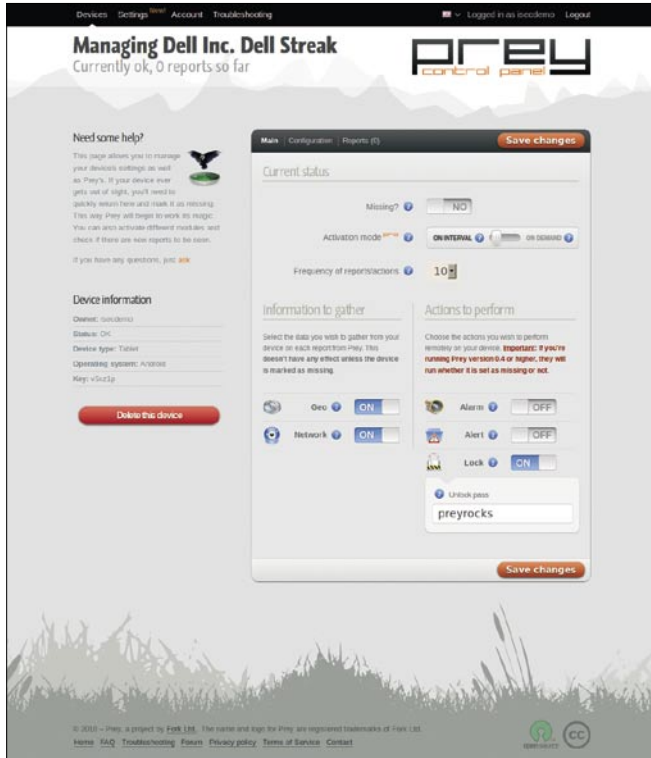 Devices Settings New! Account Troubleshooting Logged in as isecdemo Logout
Managing Dell Inc. Dell Streak
Currently ok, 0 reports so far
prey
control panel
Need some help?
This page allows you to manage
your device's settings as well
as Prey's. If your device ever
gets out of sight, you'll need to
quickly return here and mark it as missing.
This way Prey will begin to work its magic.
You can also activate different modules and
check if there are new reports to be seen.
If you have any questions, just ask
Device information
Owner: isecdemo
Status: OK
Device type: Tablet
Operating system: Android
Key:
Delete this device
Main | Configuration | Reports (0) Save changes
Current status
Missing? NO
Activation mode ON INTERVAL ON DEMAND
Frequency of reports/actions 10
Information to gather
Select the data you wish to gather from your
device on each report from Prey. This
doesn't have any effect unless the device
is marked as missing.
Geo ON
Network ON
Actions to perform
Choose the actions you wish to perform
remotely on your device. Important: If you're
running Prey version 0.4 or higher, they will
run whether it is set as missing or not.
Alarm OFF
Alert OFF
Lock ON
Unlock pass
preyrocks
Save changes
© 2010 – Prey, a project by Fork Ltd. The name and logo for Prey are registered trademarks of Fork Ltd.
Home FAQ Troubleshooting Forum Privacy policy Terms of Service Contact
open source
cc